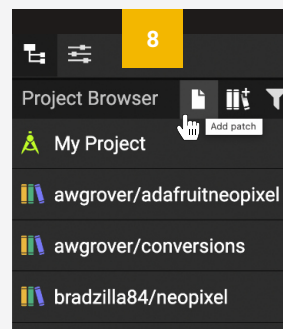 8
Project Browser
Add patch
My Project
awgrover/adafruitneopixel
awgrover/conversions
bradzilla84/neopixel